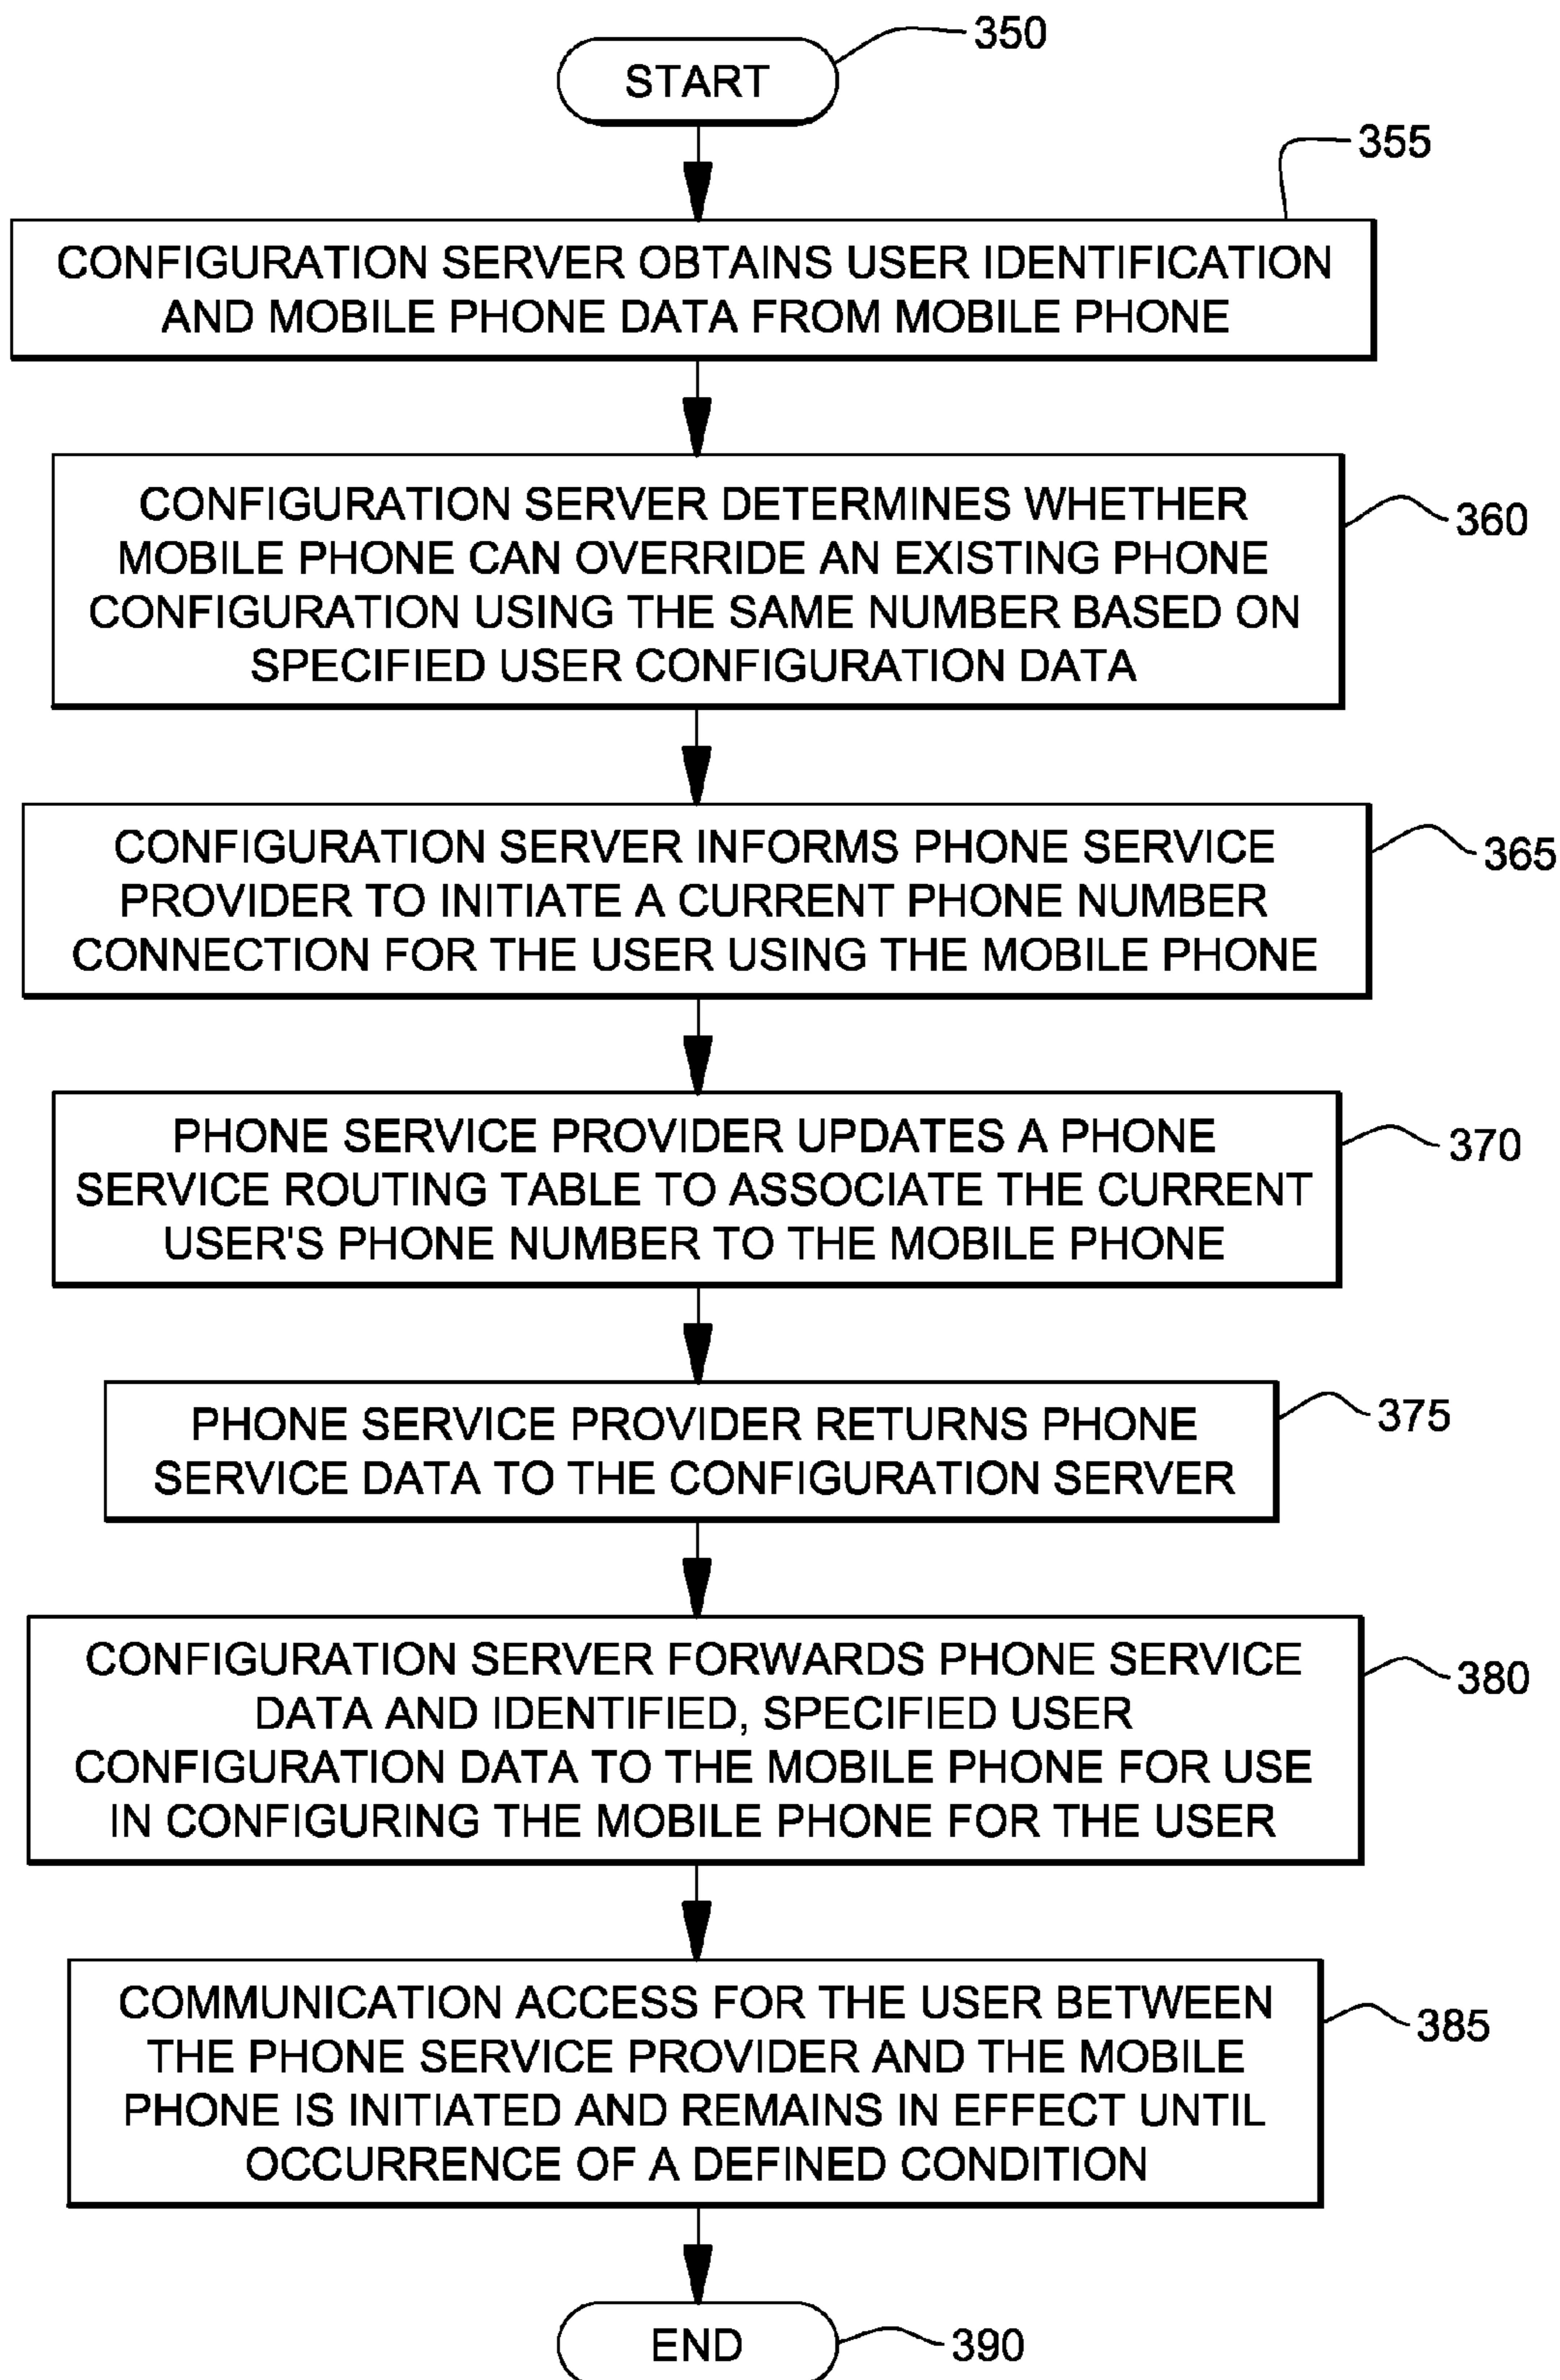 350
START
355
CONFIGURATION SERVER OBTAINS USER IDENTIFICATION
AND MOBILE PHONE DATA FROM MOBILE PHONE
CONFIGURATION SERVER DETERMINES WHETHER
MOBILE PHONE CAN OVERRIDE AN EXISTING PHONE
CONFIGURATION USING THE SAME NUMBER BASED ON
SPECIFIED USER CONFIGURATION DATA
360
CONFIGURATION SERVER INFORMS PHONE SERVICE
PROVIDER TO INITIATE A CURRENT PHONE NUMBER
CONNECTION FOR THE USER USING THE MOBILE PHONE
365
PHONE SERVICE PROVIDER UPDATES A PHONE
SERVICE ROUTING TABLE TO ASSOCIATE THE CURRENT
USER'S PHONE NUMBER TO THE MOBILE PHONE
370
PHONE SERVICE PROVIDER RETURNS PHONE
SERVICE DATA TO THE CONFIGURATION SERVER
375
CONFIGURATION SERVER FORWARDS PHONE SERVICE
DATA AND IDENTIFIED, SPECIFIED USER
CONFIGURATION DATA TO THE MOBILE PHONE FOR USE
IN CONFIGURING THE MOBILE PHONE FOR THE USER
380
COMMUNICATION ACCESS FOR THE USER BETWEEN
THE PHONE SERVICE PROVIDER AND THE MOBILE
PHONE IS INITIATED AND REMAINS IN EFFECT UNTIL
OCCURRENCE OF A DEFINED CONDITION
385
END
390